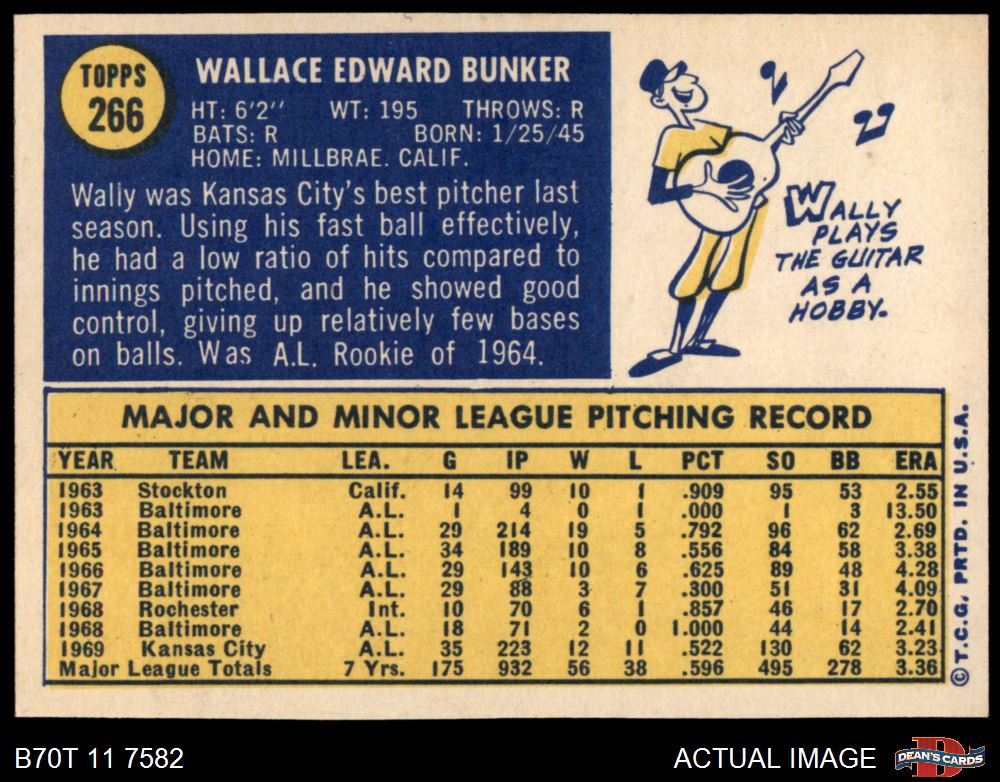 TOPPS
266
WALLACE EDWARD BUNKER
HT: 6'2'' WT: 195 THROWS: R
BATS: R BORN: 1/25/45
HOME: MILLBRAE. CALIF.
Wally was Kansas City's best pitcher last
season. Using his fast ball effectively,
he had a low ratio of hits compared to
innings pitched, and he showed good
control, giving up relatively few bases
on balls. Was A.L. Rookie of 1964.
WALLY
PLAYS
THE GUITAR
AS A
HOBBY.
MAJOR AND MINOR LEAGUE PITCHING RECORD
YEAR TEAM LEA. G IP W L PCT SO BB ERA
1963 Stockton Calif. 14 99 10 1 .909 95 53 2.55
1963 Baltimore A.L. 1 4 0 1 .000 1 3 13.50
1964 Baltimore A.L. 29 214 19 5 .792 96 62 2.69
1965 Baltimore A.L. 34 189 10 8 .556 84 58 3.38
1966 Baltimore A.L. 29 143 10 6 .625 89 48 4.28
1967 Baltimore A.L. 29 88 3 7 .300 51 31 4.09
1968 Rochester Int. 10 70 6 1 .857 46 17 2.70
1968 Baltimore A.L. 18 71 2 0 1.000 44 14 2.41
1969 Kansas City A.L. 35 223 12 11 .522 130 62 3.23
Major League Totals 7 Yrs. 175 932 56 38 .596 495 278 3.36
©T.C.G. PRTD. IN U.S.A.
B70T 11 7582
ACTUAL IMAGE
D
DEAN'S CARDS